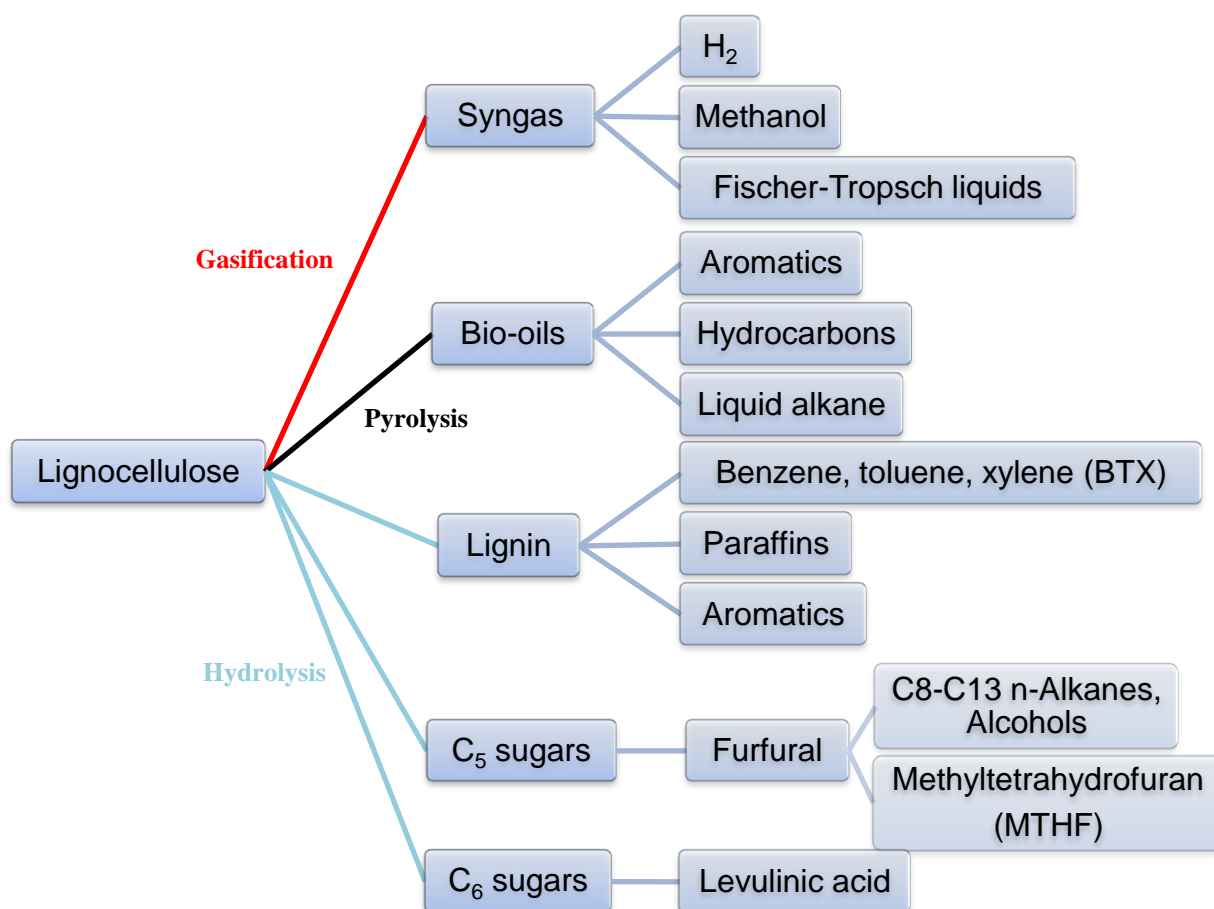 H₂
Syngas
Methanol
Fischer-Tropsch liquids
Gasification
Aromatics
Bio-oils
Hydrocarbons
Liquid alkane
Pyrolysis
Lignocellulose
Benzene, toluene, xylene (BTX)
Lignin
Paraffins
Aromatics
Hydrolysis
C8-C13 n-Alkanes,
Alcohols
C₅ sugars
Furfural
Methyltetrahydrofuran
(MTHF)
C₆ sugars
Levulinic acid